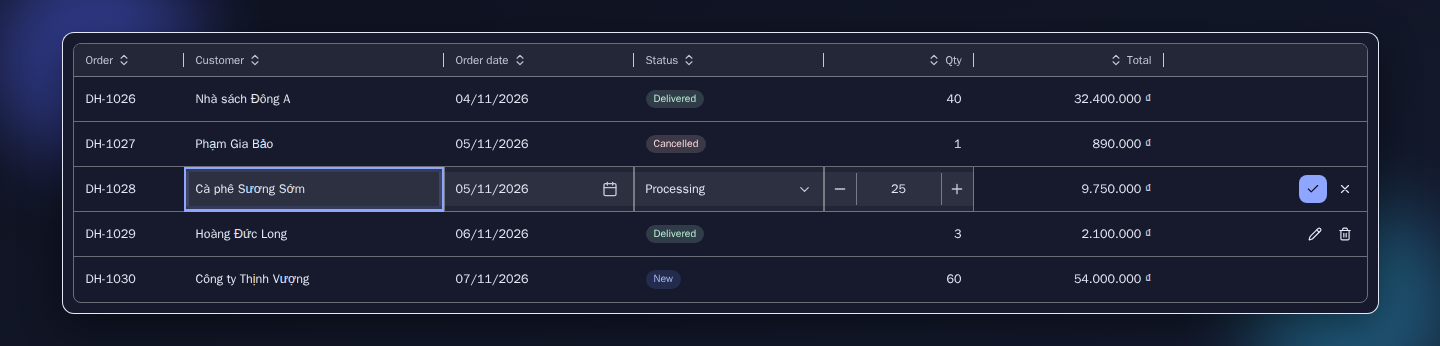 Order Customer Order date Status Qty Total
DH-1026 Nhà sách Đông A 04/11/2026 Delivered 40 32.400.000 ₫
DH-1027 Phạm Gia Bảo 05/11/2026 Cancelled 1 890.000 ₫
DH-1028 Cà phê Sương Sớm 05/11/2026 Processing 25 9.750.000 ₫
DH-1029 Hoàng Đức Long 06/11/2026 Delivered 3 2.100.000 ₫
DH-1030 Công ty Thịnh Vượng 07/11/2026 New 60 54.000.000 ₫